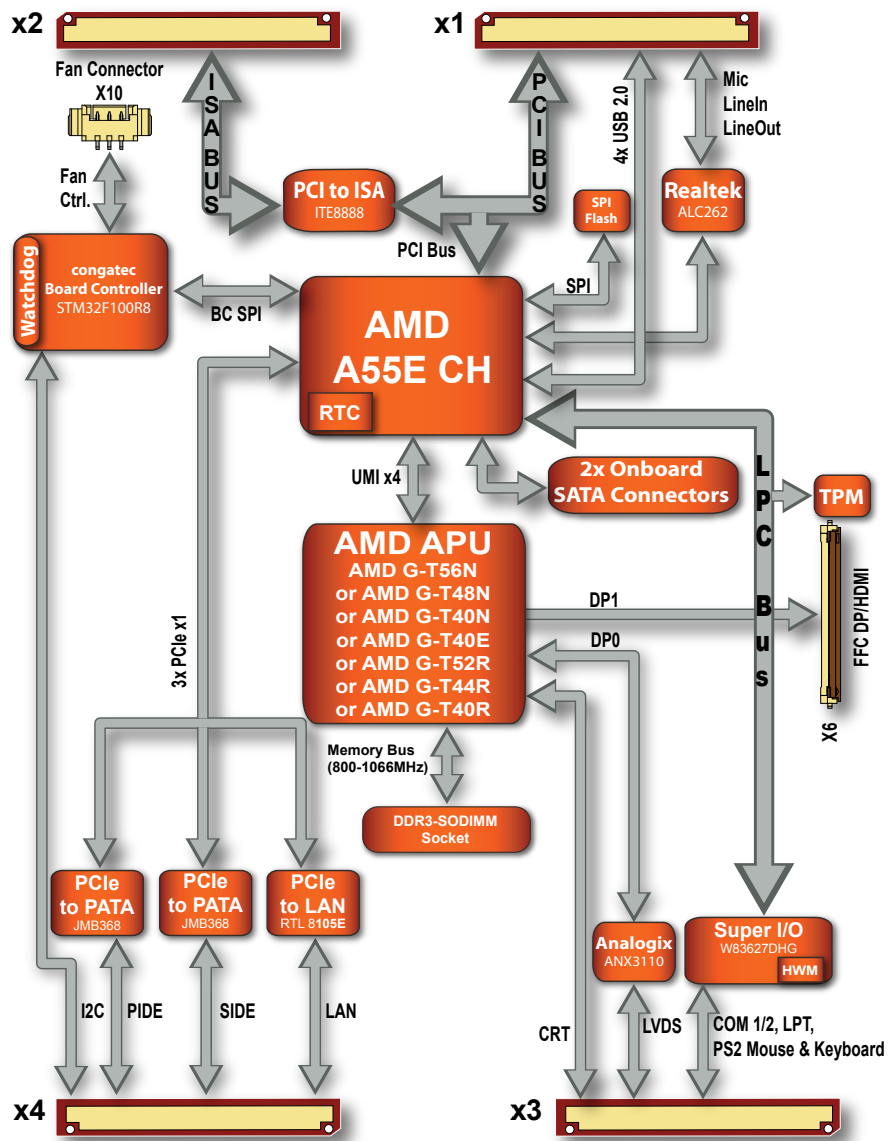 x2
x1
Fan Connector
X10
ISA BUS
PCI BUS
4x USB 2.0
Mic
LineIn
LineOut
Fan
Ctrl.
PCI to ISA
ITE8888
SPI
Flash
Realtek
ALC262
Watchdog
congatec
Board Controller
STM32F100R8
PCI Bus
BC SPI
SPI
AMD
A55E CH
RTC
UMI x4
2x Onboard
SATA Connectors
LPC Bus
TPM
AMD APU
AMD G-T56N
or AMD G-T48N
or AMD G-T40N
or AMD G-T40E
or AMD G-T52R
or AMD G-T44R
or AMD G-T40R
DP1
DP0
FFC DP/HDMI
X6
3x PCIe x1
Memory Bus
(800-1066MHz)
DDR3-SODIMM
Socket
PCIe
to PATA
JMB368
PCIe
to PATA
JMB368
PCIe
to LAN
RTL 8105E
Analogix
ANX3110
Super I/O
W83627DHG
HWM
I2C
PIDE
SIDE
LAN
CRT
LVDS
COM 1/2, LPT,
PS2 Mouse & Keyboard
x4
x3